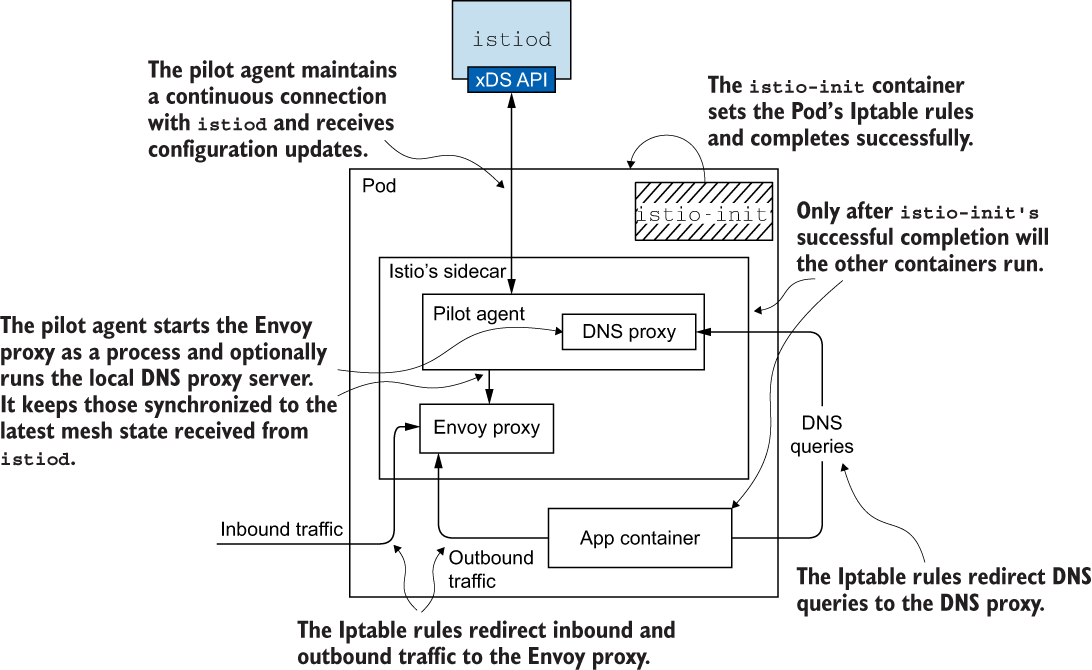 istiod
xDS API
The pilot agent maintains
a continuous connection
with istiod and receives
configuration updates.
The istio-init container
sets the Pod's Iptable rules
and completes successfully.
Pod
istio-init
Only after istio-init's
successful completion will
the other containers run.
Istio's sidecar
Pilot agent
DNS proxy
The pilot agent starts the Envoy
proxy as a process and optionally
runs the local DNS proxy server.
It keeps those synchronized to the
latest mesh state received from
istiod.
Envoy proxy
DNS
queries
Inbound traffic
Outbound
traffic
App container
The Iptable rules redirect DNS
queries to the DNS proxy.
The Iptable rules redirect inbound and
outbound traffic to the Envoy proxy.